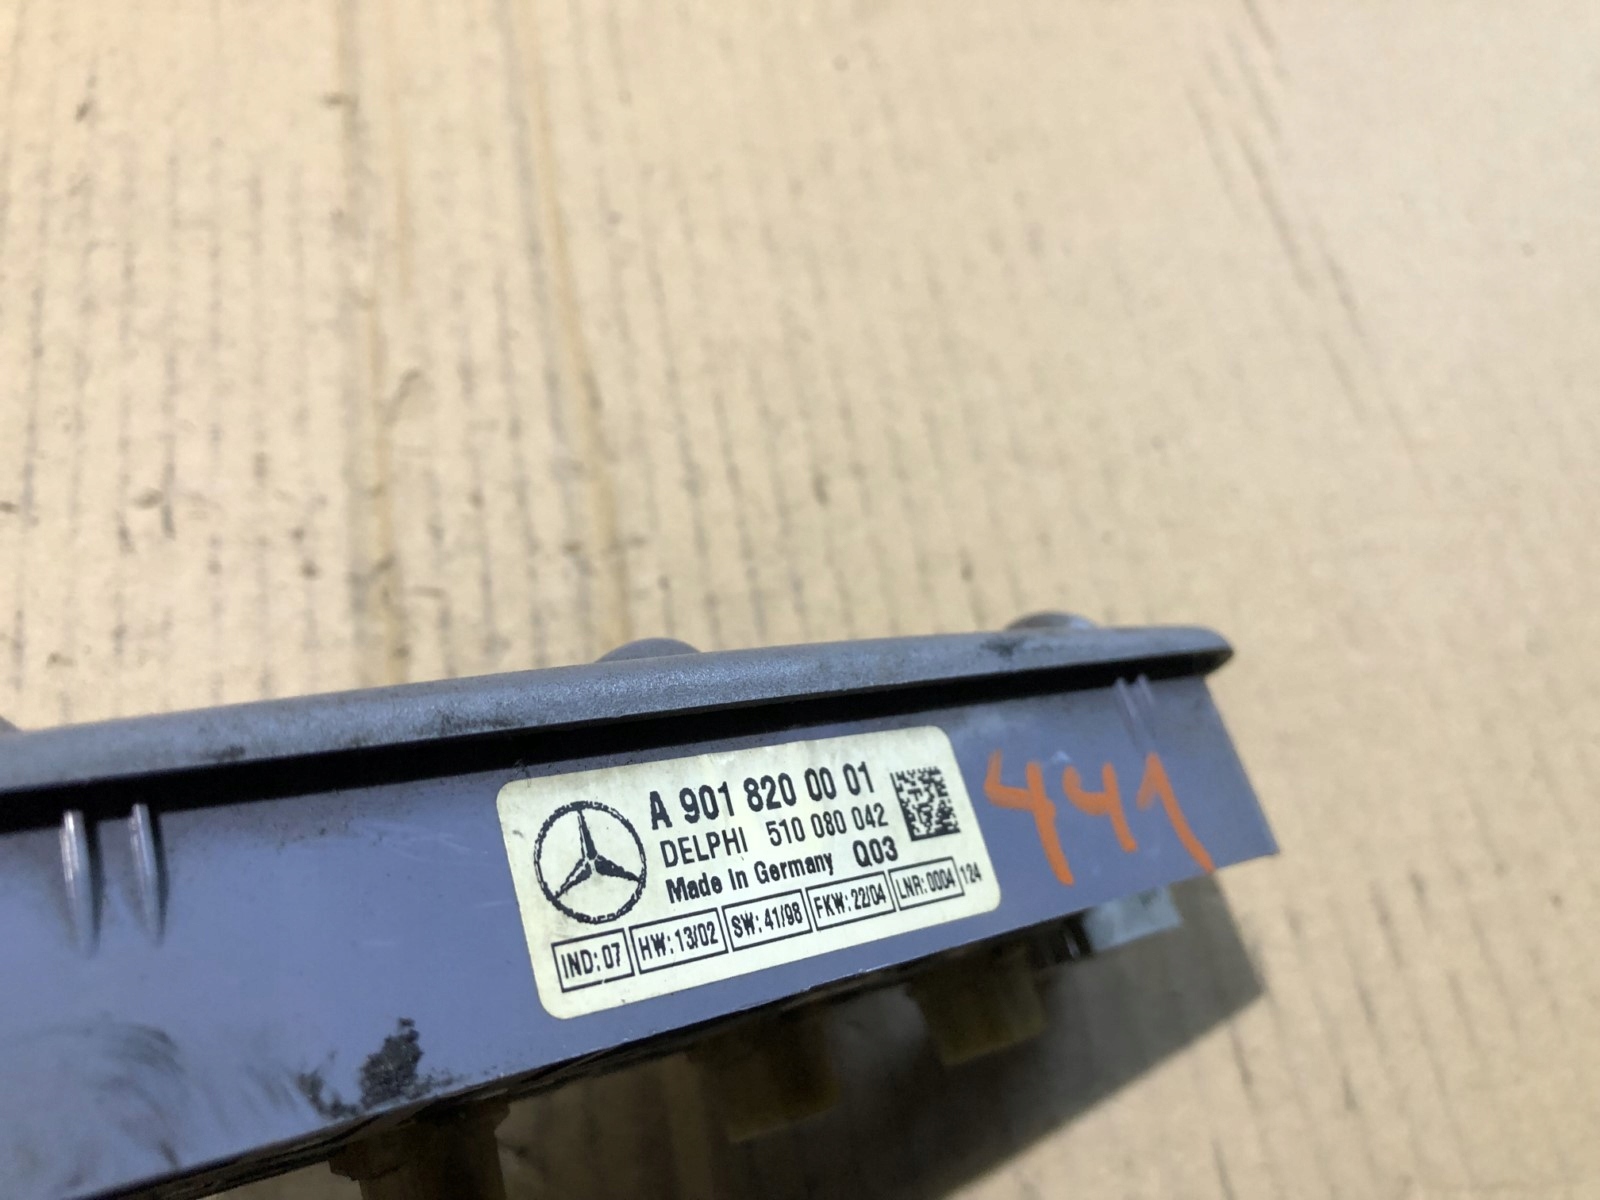 A 901 820 00 01
DELPHI 510 080 042
Made In Germany Q03
IND: 07 HW: 13/02 SW: 41/98 FKW: 22/04 LNR: 0004 124
441